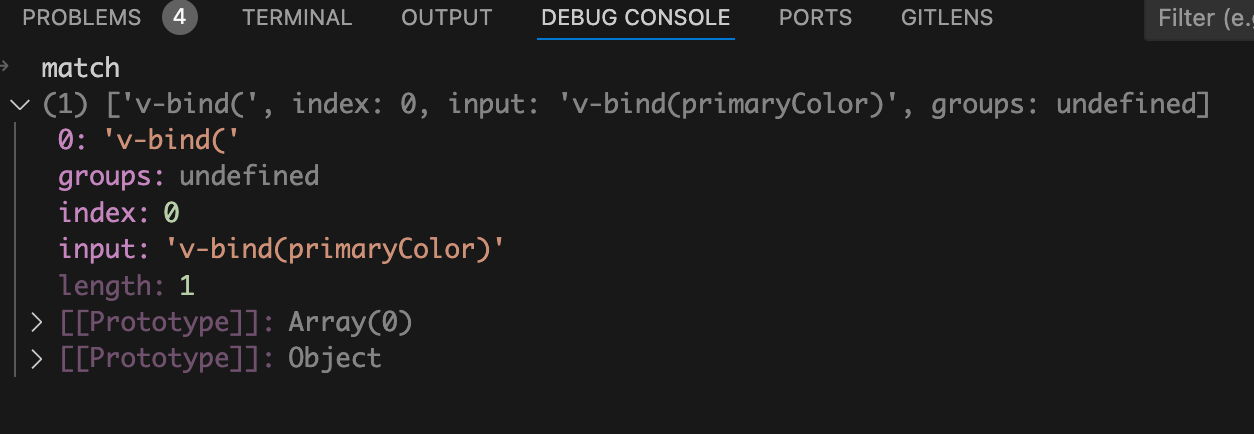 PROBLEMS 4 TERMINAL OUTPUT DEBUG CONSOLE PORTS GITLENS Filter (e.g
match
(1) ['v-bind(', index: 0, input: 'v-bind(primaryColor)', groups: undefined]
0: 'v-bind('
groups: undefined
index: 0
input: 'v-bind(primaryColor)'
length: 1
[[Prototype]]: Array(0)
[[Prototype]]: Object